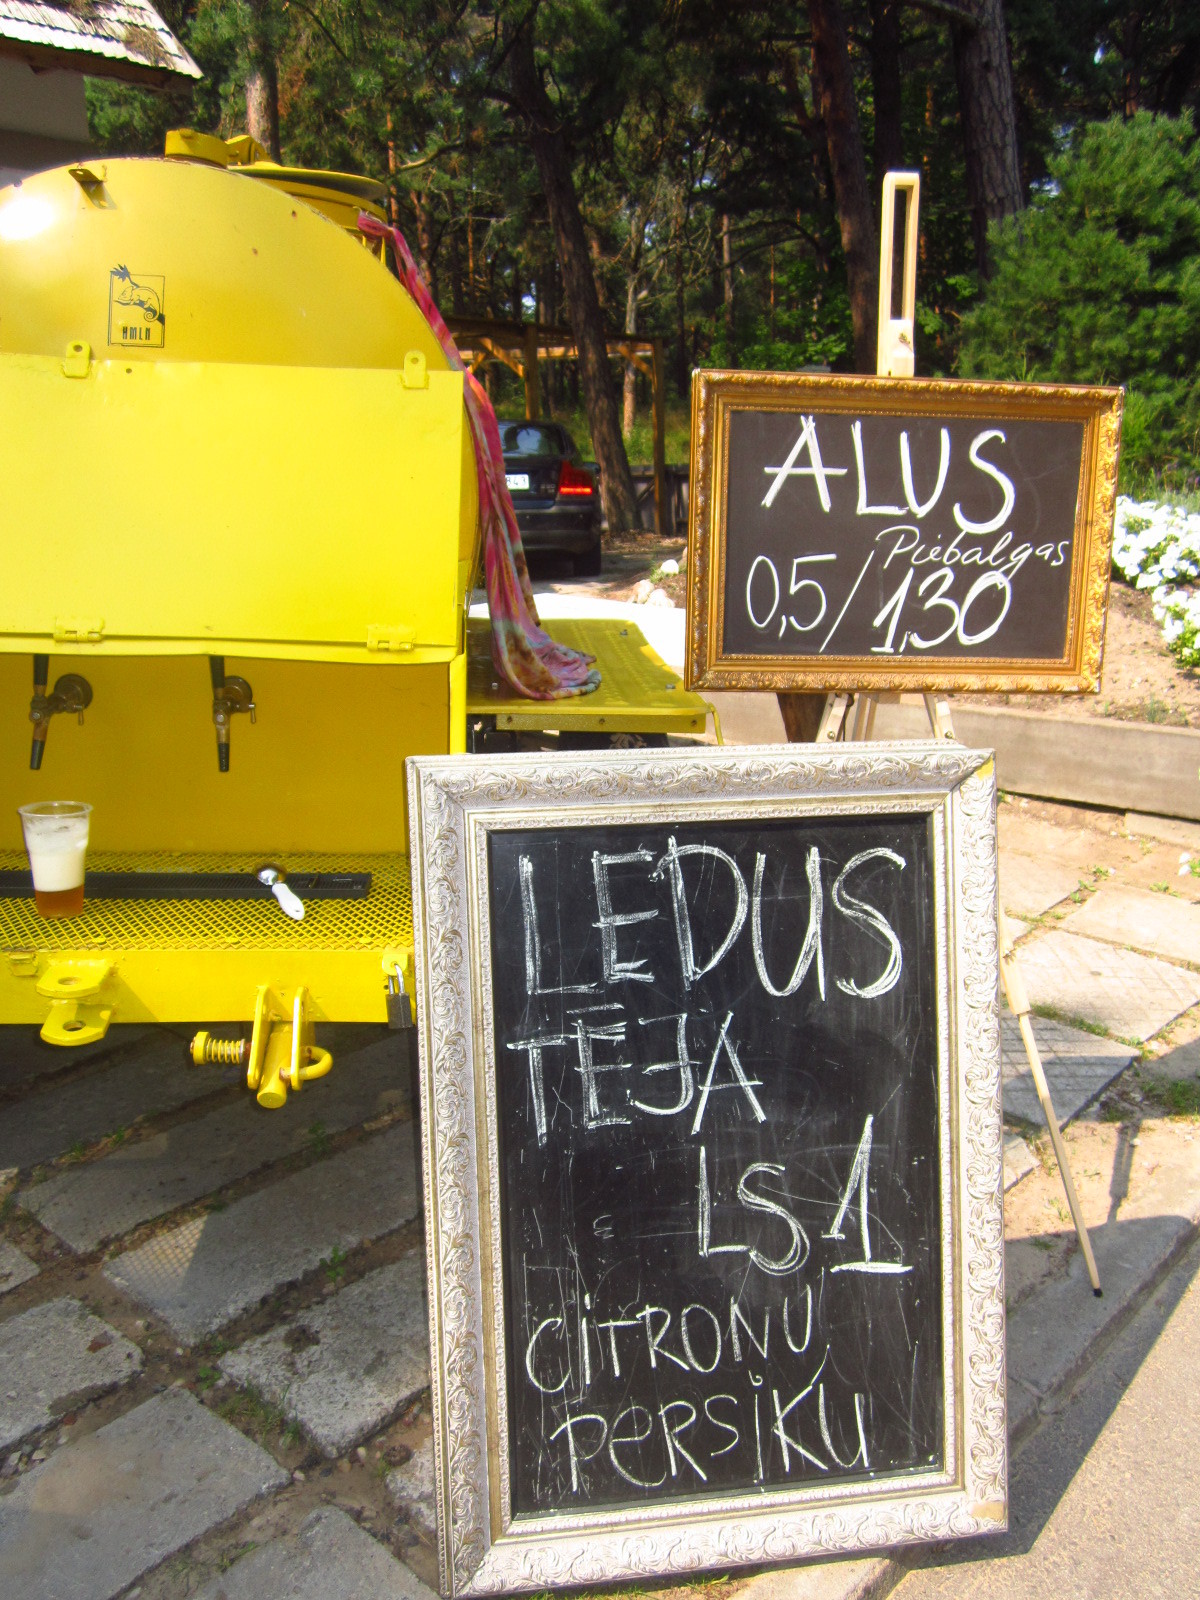 ALUS
Piebalgas
0,5/1,30
LEDUS
TĒJA
LS 1
CITRONU
PERSIKU